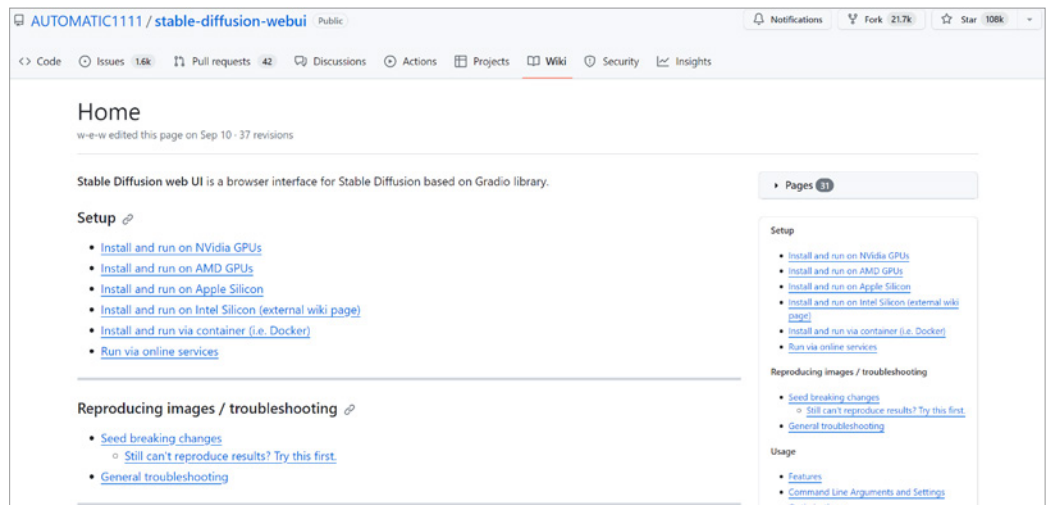 AUTOMATIC1111 / stable-diffusion-webui Public
Notifications
Fork 21.7k
Star 108k
<> Code
Issues 1.6k
Pull requests 42
Discussions
Actions
Projects
Wiki
Security
Insights
Home
w-e-w edited this page on Sep 10 · 37 revisions
Stable Diffusion web UI is a browser interface for Stable Diffusion based on Gradio library.
Setup
• Install and run on NVidia GPUs
• Install and run on AMD GPUs
• Install and run on Apple Silicon
• Install and run on Intel Silicon (external wiki page)
• Install and run via container (i.e. Docker)
• Run via online services
Reproducing images / troubleshooting
• Seed breaking changes
○ Still can't reproduce results? Try this first.
• General troubleshooting
Pages 31
Setup
• Install and run on NVidia GPUs
• Install and run on AMD GPUs
• Install and run on Apple Silicon
• Install and run on Intel Silicon (external wiki
page)
• Install and run via container (i.e. Docker)
• Run via online services
Reproducing images / troubleshooting
• Seed breaking changes
○ Still can't reproduce results? Try this first.
• General troubleshooting
Usage
• Features
• Command Line Arguments and Settings